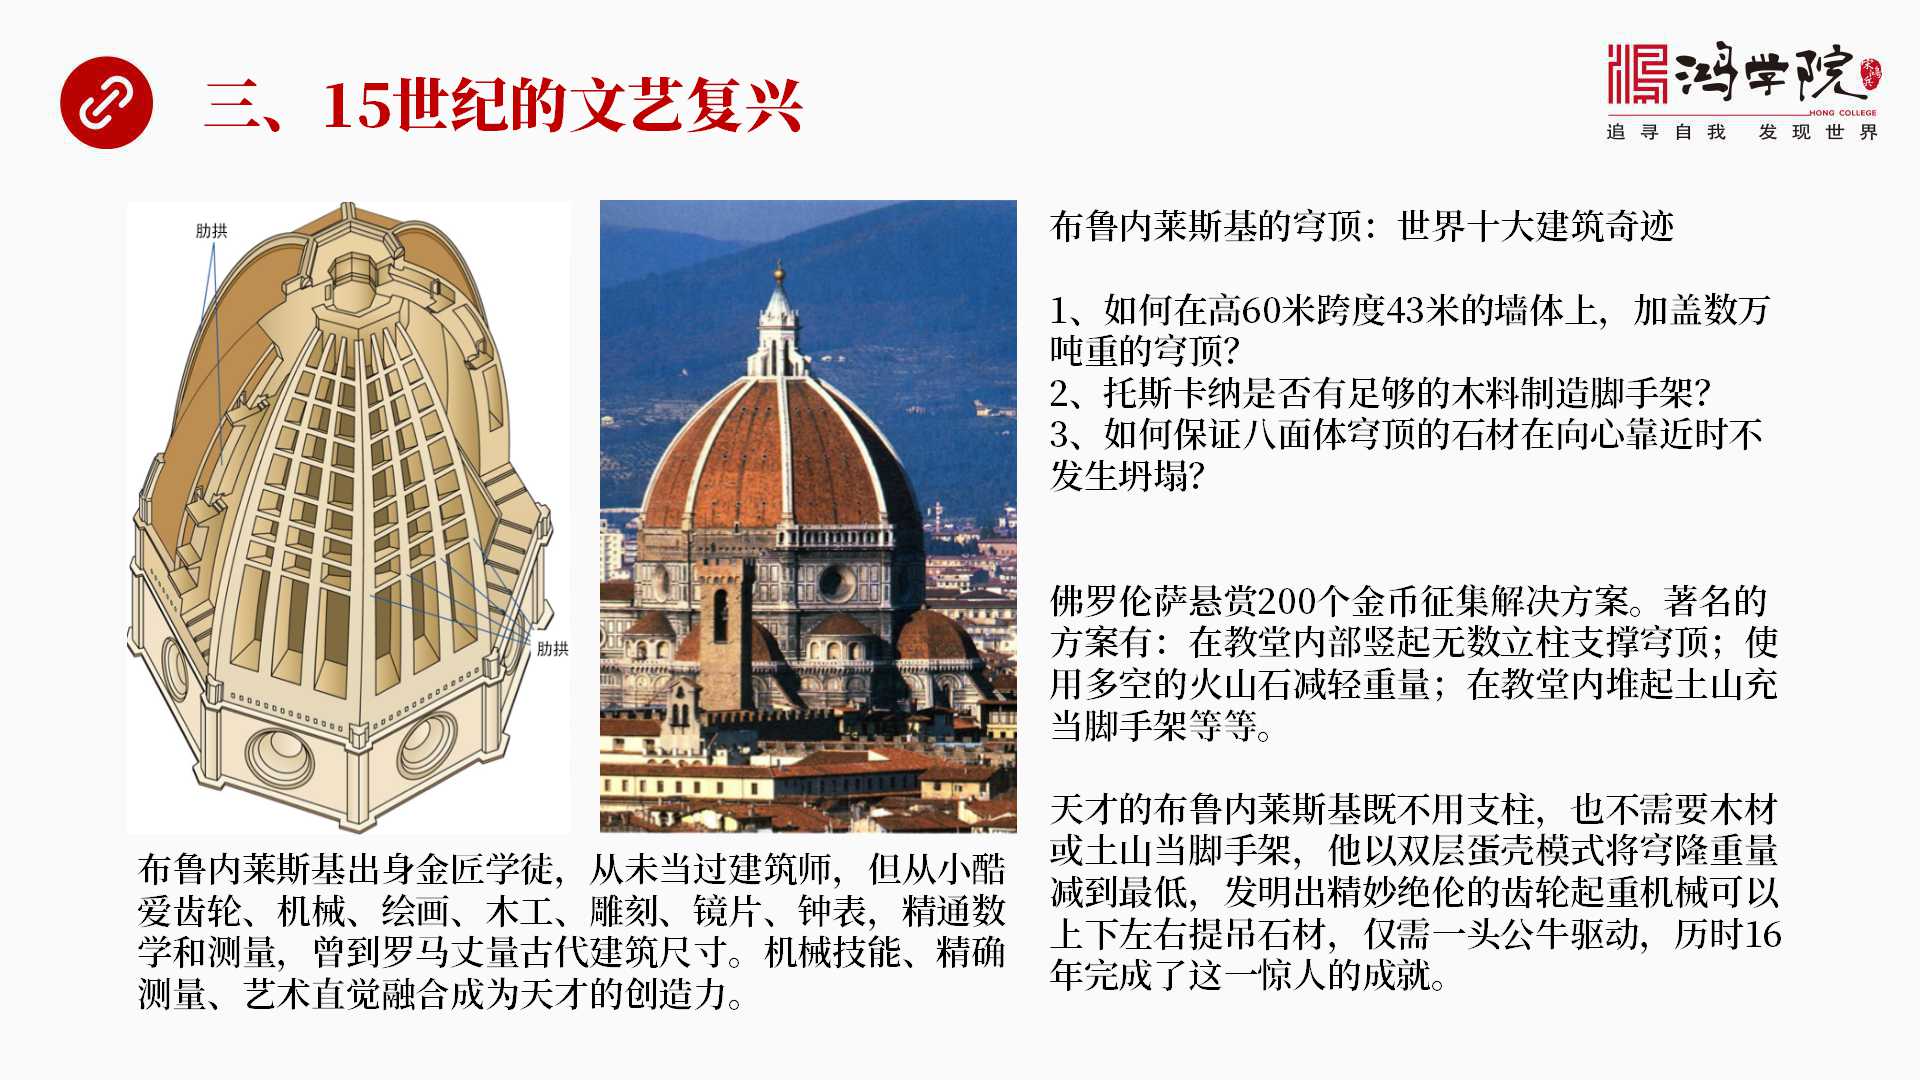 三、15世纪的文艺复兴
鸿学院
宋鸿兵
HONG COLLEGE
追寻自我 发现世界
肋拱
肋拱
布鲁内莱斯基出身金匠学徒，从未当过建筑师，但从小酷
爱齿轮、机械、绘画、木工、雕刻、镜片、钟表，精通数
学和测量，曾到罗马丈量古代建筑尺寸。机械技能、精确
测量、艺术直觉融合成为天才的创造力。
布鲁内莱斯基的穹顶：世界十大建筑奇迹
1、如何在高60米跨度43米的墙体上，加盖数万
吨重的穹顶？
2、托斯卡纳是否有足够的木料制造脚手架？
3、如何保证八面体穹顶的石材在向心靠近时不
发生坍塌？
佛罗伦萨悬赏200个金币征集解决方案。著名的
方案有：在教堂内部竖起无数立柱支撑穹顶；使
用多空的火山石减轻重量；在教堂内堆起土山充
当脚手架等等。
天才的布鲁内莱斯基既不用支柱，也不需要木材
或土山当脚手架，他以双层蛋壳模式将穹隆重量
减到最低，发明出精妙绝伦的齿轮起重机械可以
上下左右提吊石材，仅需一头公牛驱动，历时16
年完成了这一惊人的成就。